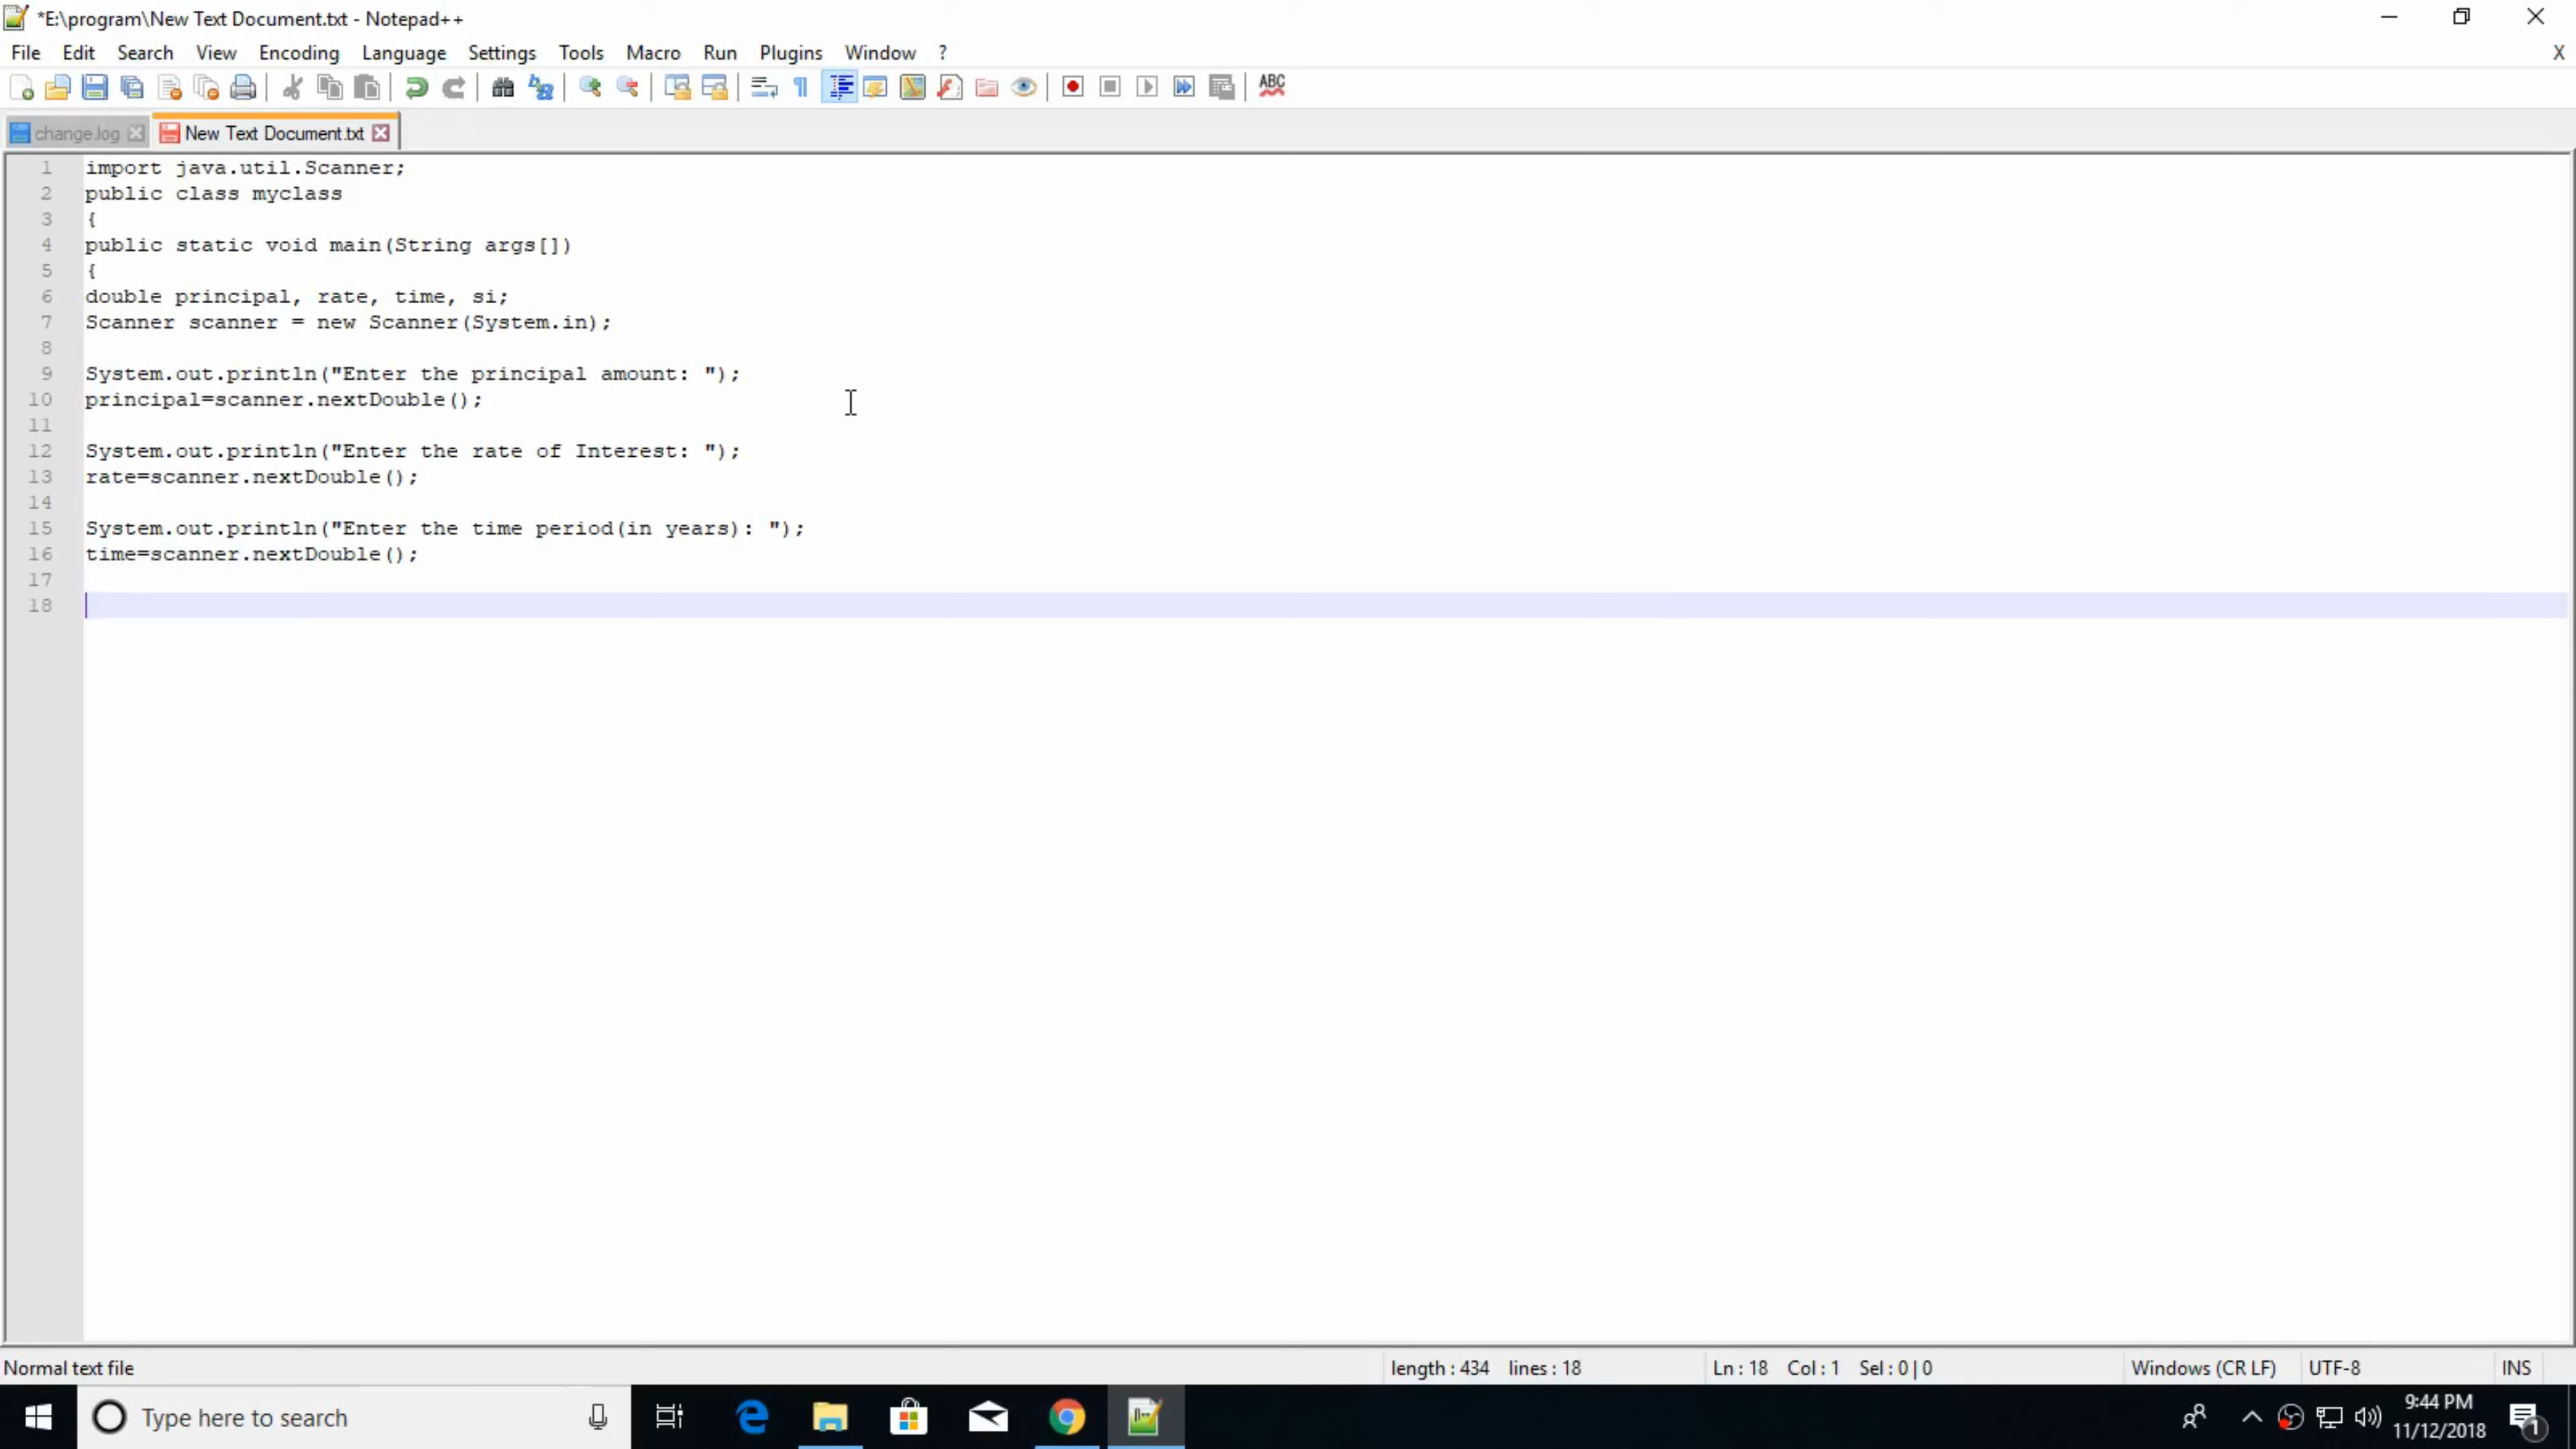 *E:\program\New Text Document.txt - Notepad++
File Edit Search View Encoding Language Settings Tools Macro Run Plugins Window ? X
ABC
change.log New Text Document.txt
1 import java.util.Scanner;
2 public class myclass
3 {
4 public static void main(String args[])
5 {
6 double principal, rate, time, si;
7 Scanner scanner = new Scanner(System.in);
8
9 System.out.println("Enter the principal amount: ");
10 principal=scanner.nextDouble();
11
12 System.out.println("Enter the rate of Interest: ");
13 rate=scanner.nextDouble();
14
15 System.out.println("Enter the time period(in years): ");
16 time=scanner.nextDouble();
17
18
Normal text file length : 434 lines : 18 Ln : 18 Col : 1 Sel : 0 | 0 Windows (CR LF) UTF-8 INS
Type here to search
9:44 PM
11/12/2018
1